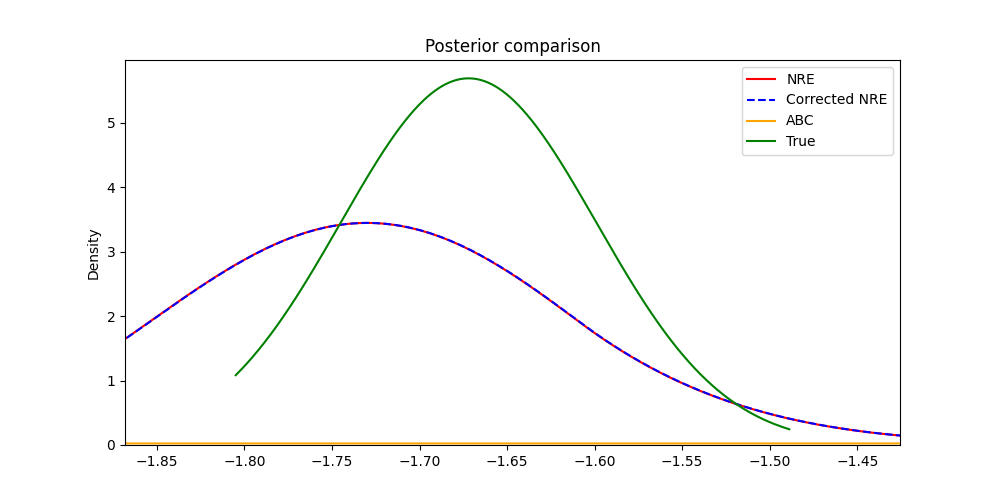 Posterior comparison
NRE
Corrected NRE
ABC
True
Density
5
4
3
2
1
0
−1.85 −1.80 −1.75 −1.70 −1.65 −1.60 −1.55 −1.50 −1.45